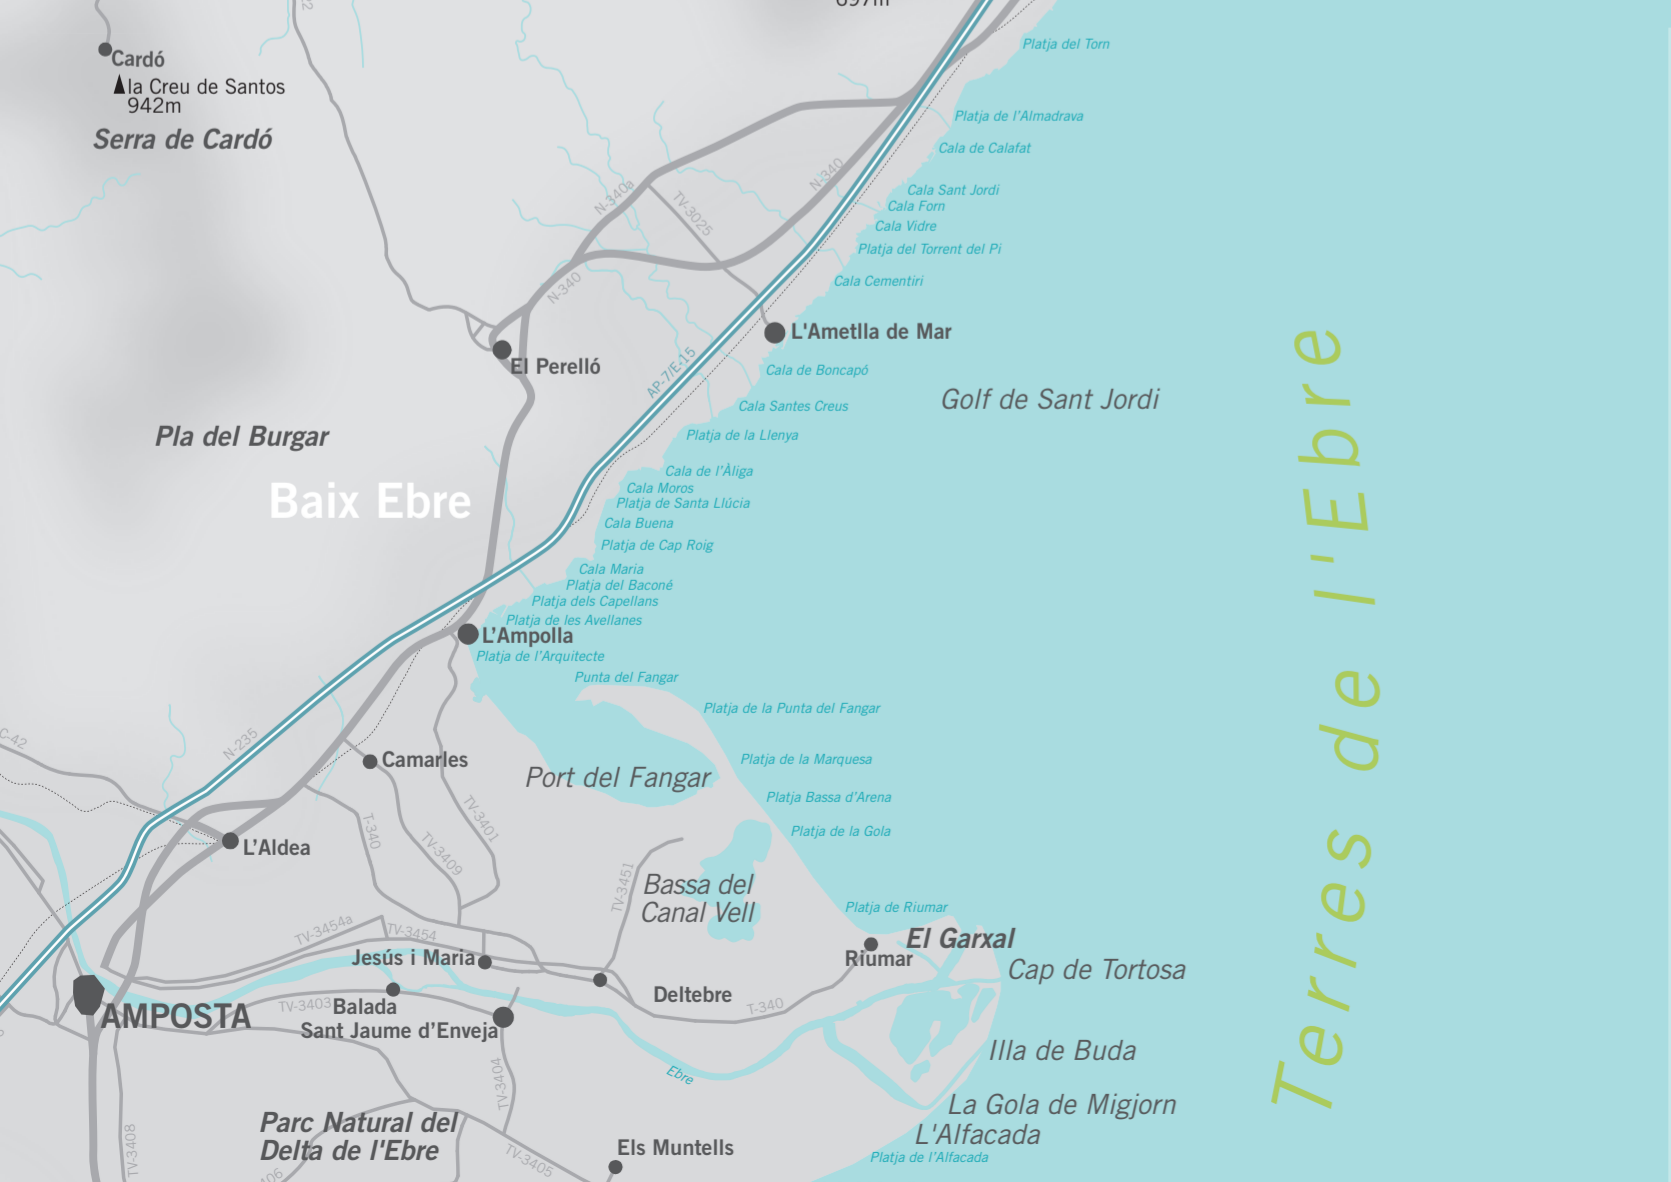 697m
Platja del Torn
Cardó
la Creu de Santos
942m
Serra de Cardó
Platja de l'Almadrava
Cala de Calafat
N-340
N-340a
TV-3025
Cala Sant Jordi
Cala Forn
Cala Vidre
Platja del Torrent del Pi
Cala Cementiri
N-340
L'Ametlla de Mar
El Perelló
AP-7/E-15
Cala de Boncapó
Cala Santes Creus
Golf de Sant Jordi
Pla del Burgar
Platja de la Llenya
Cala de l'Àliga
Cala Moros
Platja de Santa Llúcia
Baix Ebre
Cala Buena
Platja de Cap Roig
Cala Maria
Platja del Baconé
Platja dels Capellans
Platja de les Avellanes
L'Ampolla
Platja de l'Arquitecte
Punta del Fangar
Platja de la Punta del Fangar
Terres de l'Ebre
C-42
N-235
Camarles
Platja de la Marquesa
Port del Fangar
Platja Bassa d'Arena
TV-3401
T-340
TV-3409
Platja de la Gola
L'Aldea
Bassa del
Canal Vell
TV-3451
Platja de Riumar
TV-3454a
TV-3454
El Garxal
Jesús i Maria
Riumar
Cap de Tortosa
Deltebre
TV-3403
Balada
T-340
AMPOSTA
Sant Jaume d'Enveja
Illa de Buda
Ebre
TV-3404
La Gola de Migjorn
Parc Natural del
Delta de l'Ebre
L'Alfacada
TV-3408
Els Muntells
TV-3405
Platja de l'Alfacada